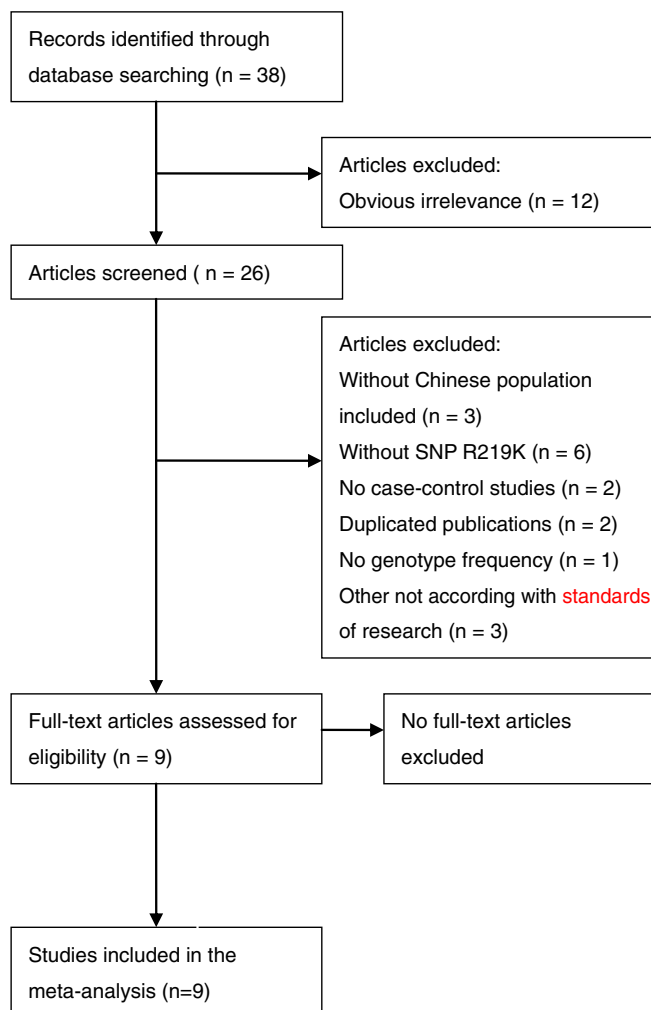 Records identified through
database searching (n = 38)
Articles excluded:
Obvious irrelevance (n = 12)
Articles screened ( n = 26)
Articles excluded:
Without Chinese population
included (n = 3)
Without SNP R219K (n = 6)
No case-control studies (n = 2)
Duplicated publications (n = 2)
No genotype frequency (n = 1)
Other not according with standards
of research (n = 3)
Full-text articles assessed for
eligibility (n = 9)
No full-text articles
excluded
Studies included in the
meta-analysis (n=9)